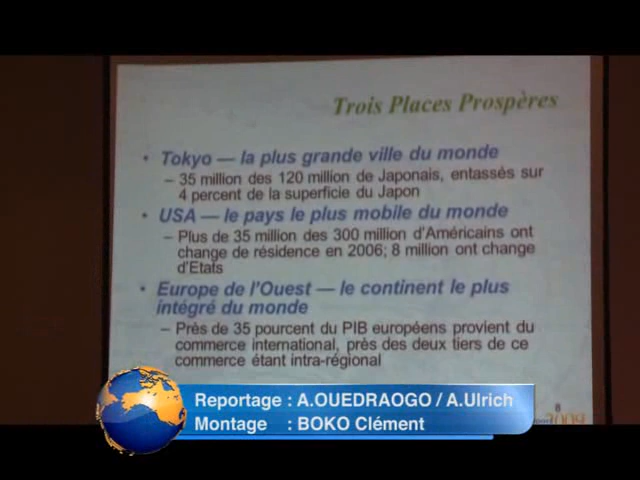 Trois Places Prospères
• Tokyo — la plus grande ville du monde
– 35 million des 120 million de Japonais, entassés sur
4 percent de la superficie du Japon
• USA — le pays le plus mobile du monde
– Plus de 35 million des 300 million d'Américains ont
change de résidence en 2006; 8 million ont change
d'Etats
• Europe de l'Ouest — le continent le plus
intégré du monde
– Près de 35 pourcent du PIB européens provient du
commerce international, près des deux tiers de ce
commerce étant intra-régional
8
2009
Reportage : A.OUEDRAOGO / A.Ulrich
Montage : BOKO Clément